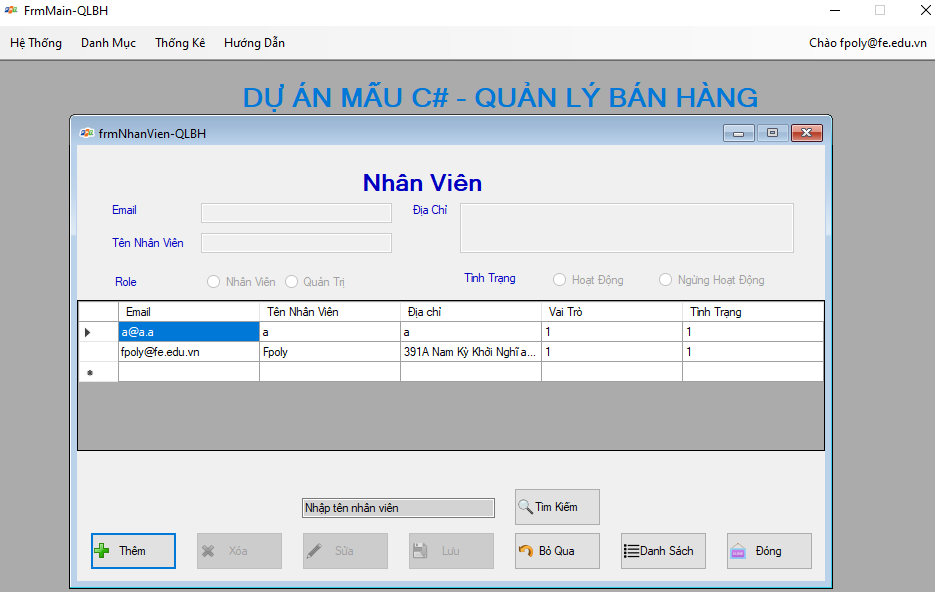 FrmMain-QLBH
Hệ Thống Danh Mục Thống Kê Hướng Dẫn Chào fpoly@fe.edu.vn
DỰ ÁN MẪU C# - QUẢN LÝ BÁN HÀNG
frmNhanVien-QLBH
Nhân Viên
Email Địa Chỉ
Tên Nhân Viên
Role Nhân Viên Quản Trị Tình Trạng Hoạt Động Ngừng Hoạt Động
Email Tên Nhân Viên Địa chỉ Vai Trò Tình Trạng
a@a.a a a 1 1
fpoly@fe.edu.vn Fpoly 391A Nam Kỳ Khởi Nghĩa... 1 1
Nhập tên nhân viên Tìm Kiếm
Thêm Xóa Sửa Lưu Bỏ Qua Danh Sách Đóng